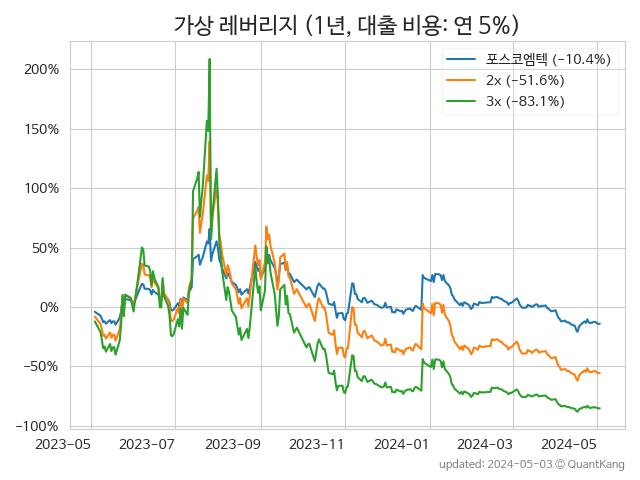 가상 레버리지 (1년, 대출 비용: 연 5%)
포스코엠텍 (−10.4%)
2x (−51.6%)
3x (−83.1%)
200%
150%
100%
50%
0%
−50%
−100%
2023-05 2023-07 2023-09 2023-11 2024-01 2024-03 2024-05
updated: 2024-05-03 ⓒ QuantKang